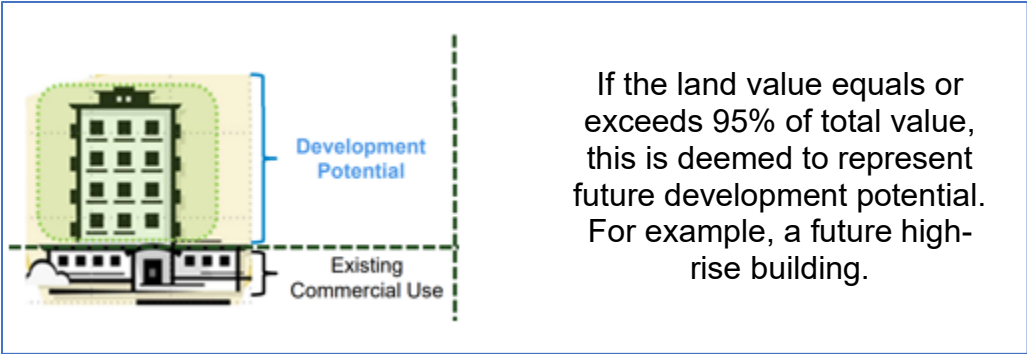 Development
Potential
Existing
Commercial Use
If the land value equals or
exceeds 95% of total value,
this is deemed to represent
future development potential.
For example, a future high-
rise building.